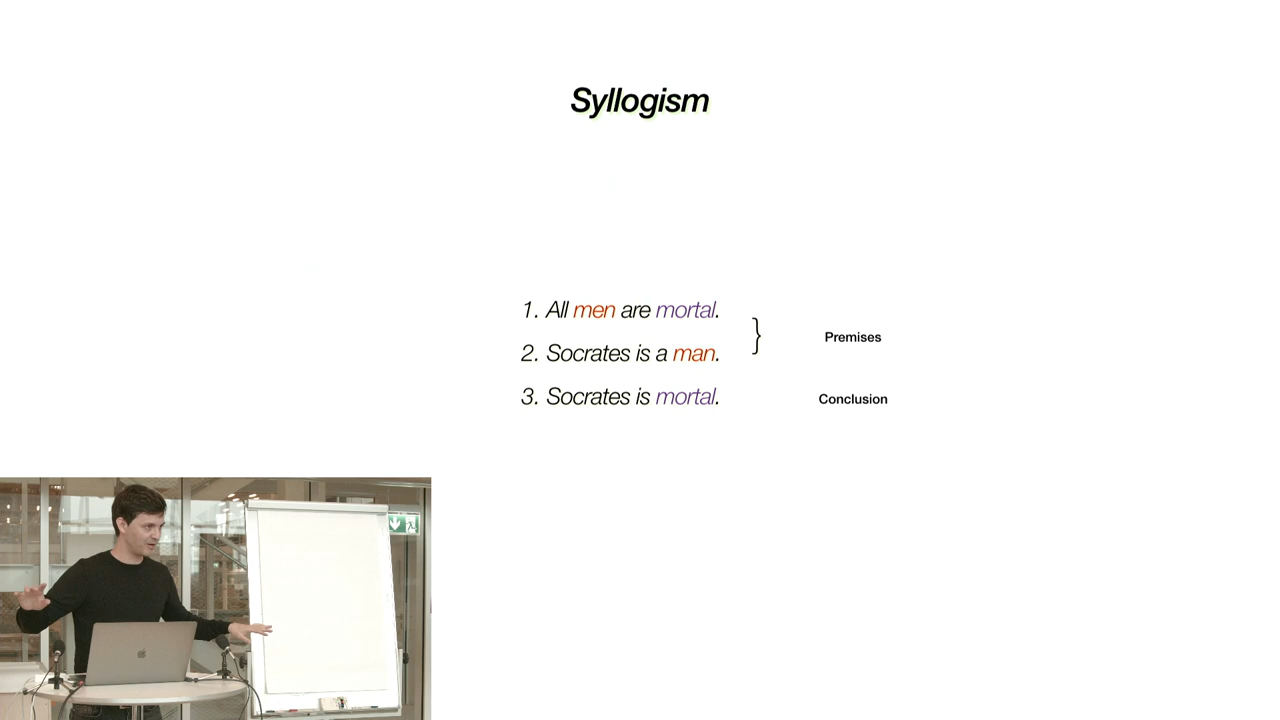 Syllogism
1. All men are mortal.
2. Socrates is a man.
3. Socrates is mortal.
}
Premises
Conclusion